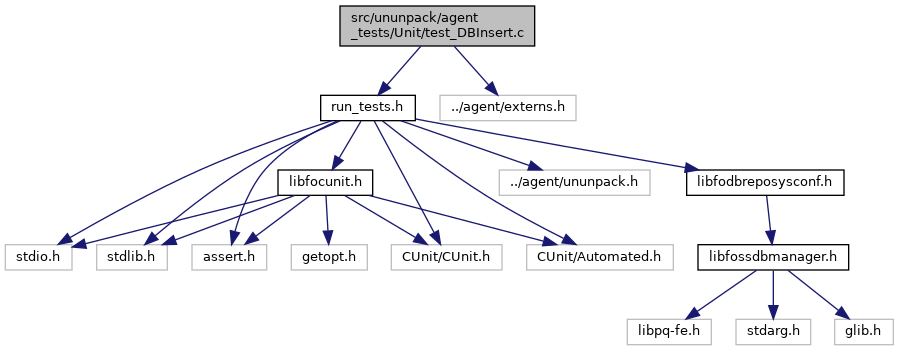 src/ununpack/agent
_tests/Unit/test_DBInsert.c
run_tests.h
../agent/externs.h
libfocunit.h
../agent/ununpack.h
libfodbreposysconf.h
stdio.h
stdlib.h
assert.h
getopt.h
CUnit/CUnit.h
CUnit/Automated.h
libfossdbmanager.h
libpq-fe.h
stdarg.h
glib.h